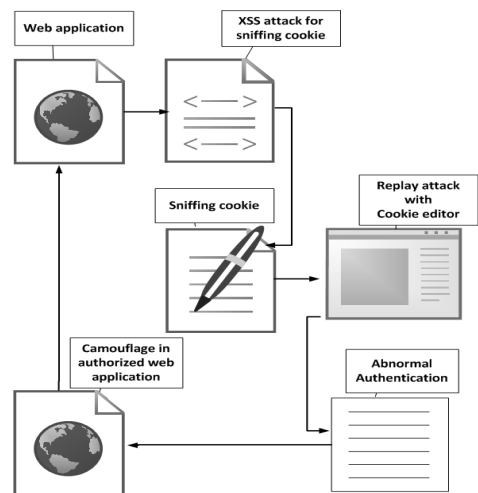 Web application
XSS attack for
sniffing cookie
Sniffing cookie
Replay attack
with
Cookie editor
Camouflage in
authorized web
application
Abnormal
Authentication